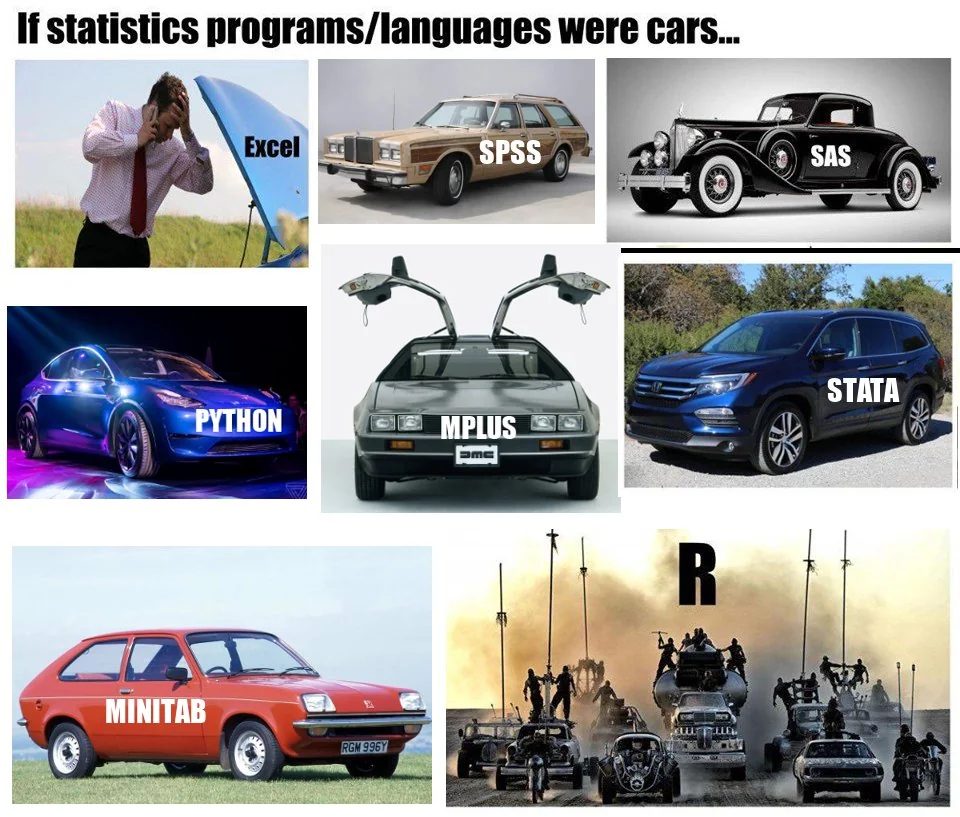 If statistics programs/languages were cars...
Excel
SPSS
SAS
PYTHON
MPLUS
DMC
STATA
MINITAB
RGM 996Y
R